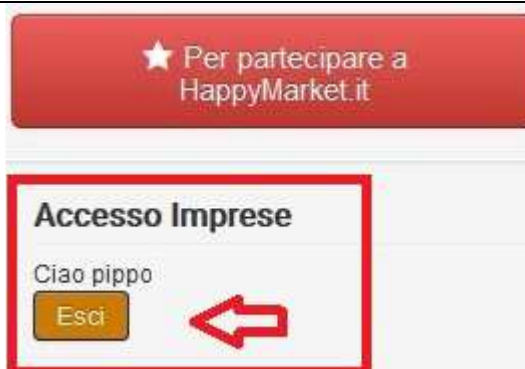 Per partecipare a
HappyMarket.it
Accesso Imprese
Ciao pippo
Esci